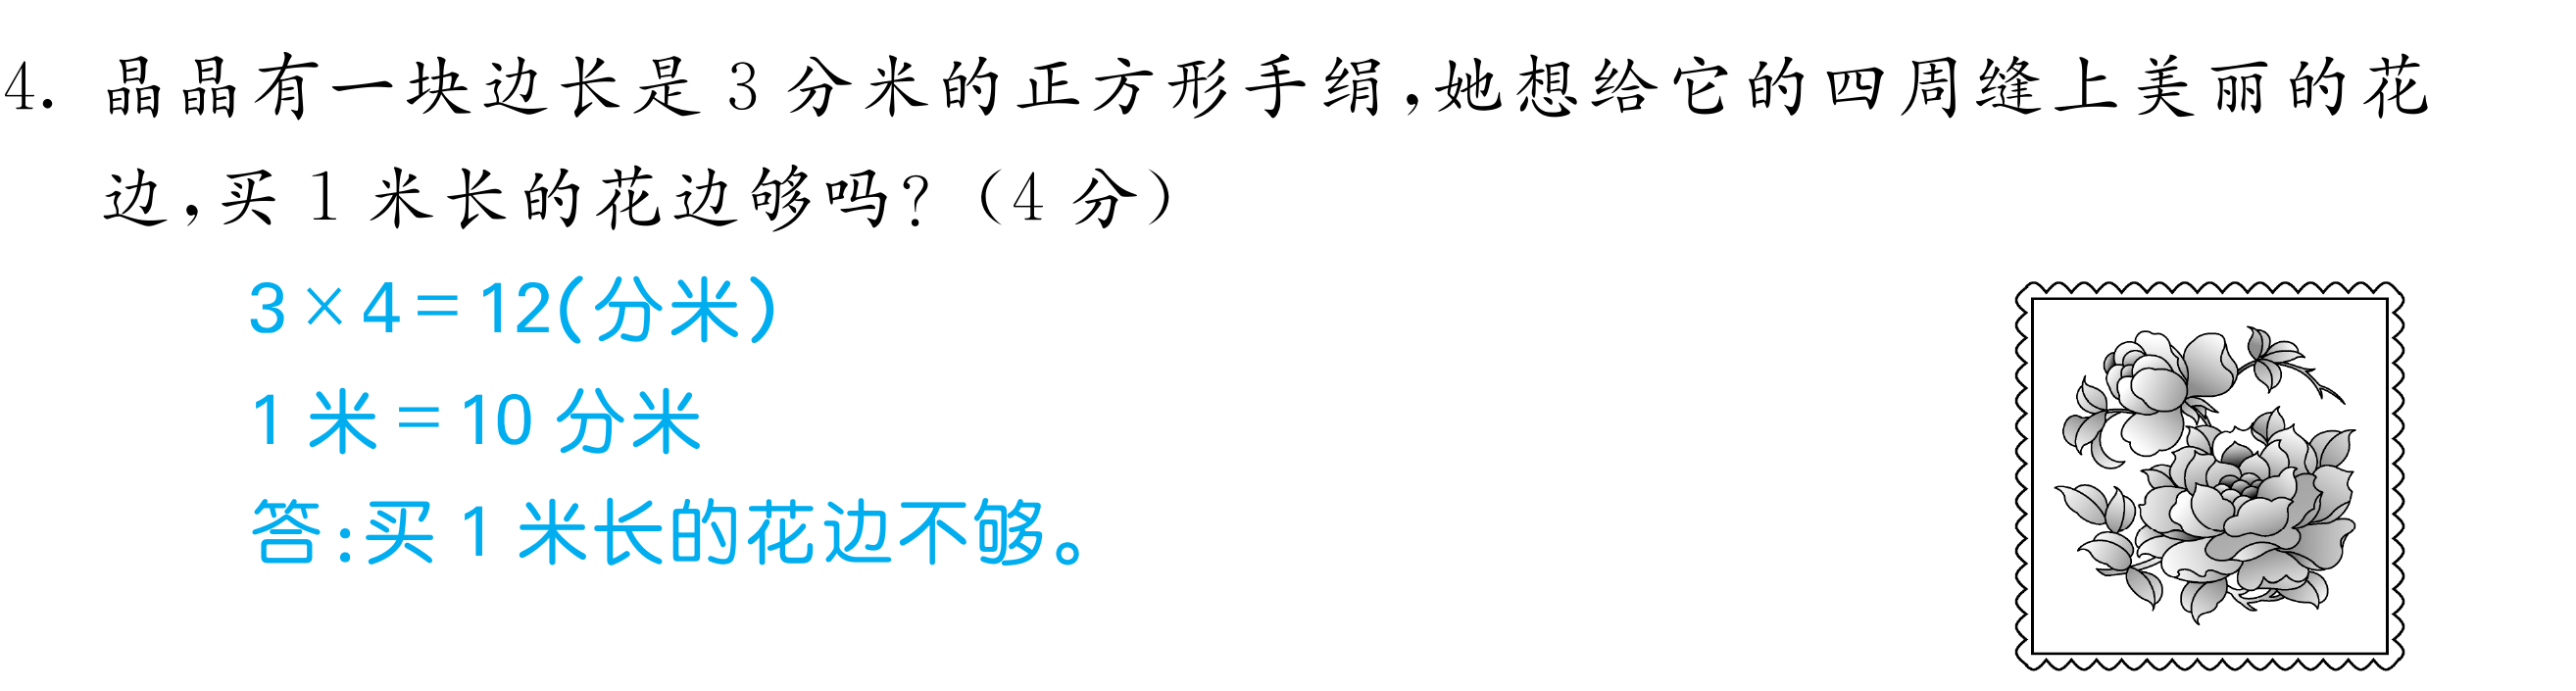 4. 晶晶有一块边长是 3 分米的正方形手绢,她想给它的四周缝上美丽的花
边,买 1 米长的花边够吗?(4 分)
3×4=12(分米)
1 米=10 分米
答:买 1 米长的花边不够。